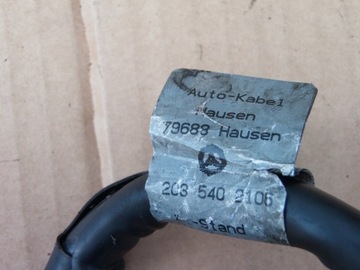 Auto-Kabel
Hausen
79688 Hausen
203 540 2106
-Stand